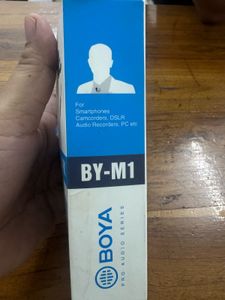 For
Smartphones
Camcorders, DSLR
Audio Recorders, PC etc
BY-M1
BOYA
PRO AUDIO SERIES